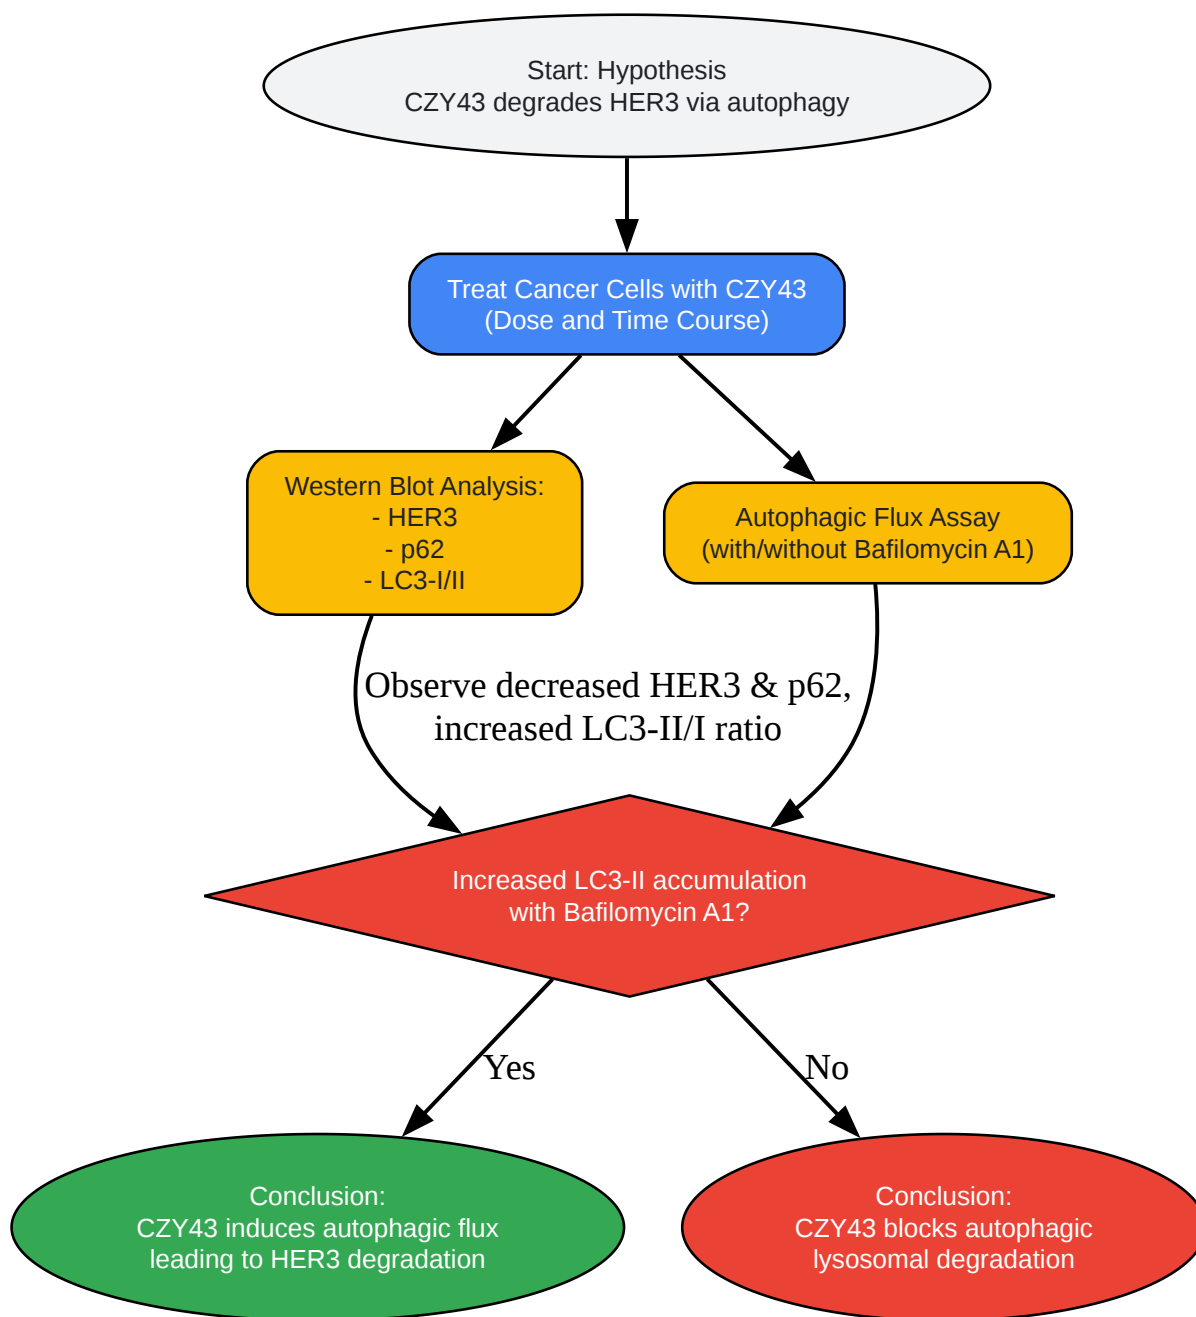 Start: Hypothesis
CZY43 degrades HER3 via autophagy
Treat Cancer Cells with CZY43
(Dose and Time Course)
Western Blot Analysis:
- HER3
- p62
- LC3-I/II
Autophagic Flux Assay
(with/without Bafilomycin A1)
Observe decreased HER3 & p62,
increased LC3-II/I ratio
Increased LC3-II accumulation
with Bafilomycin A1?
Yes
No
Conclusion:
CZY43 induces autophagic flux
leading to HER3 degradation
Conclusion:
CZY43 blocks autophagic
lysosomal degradation